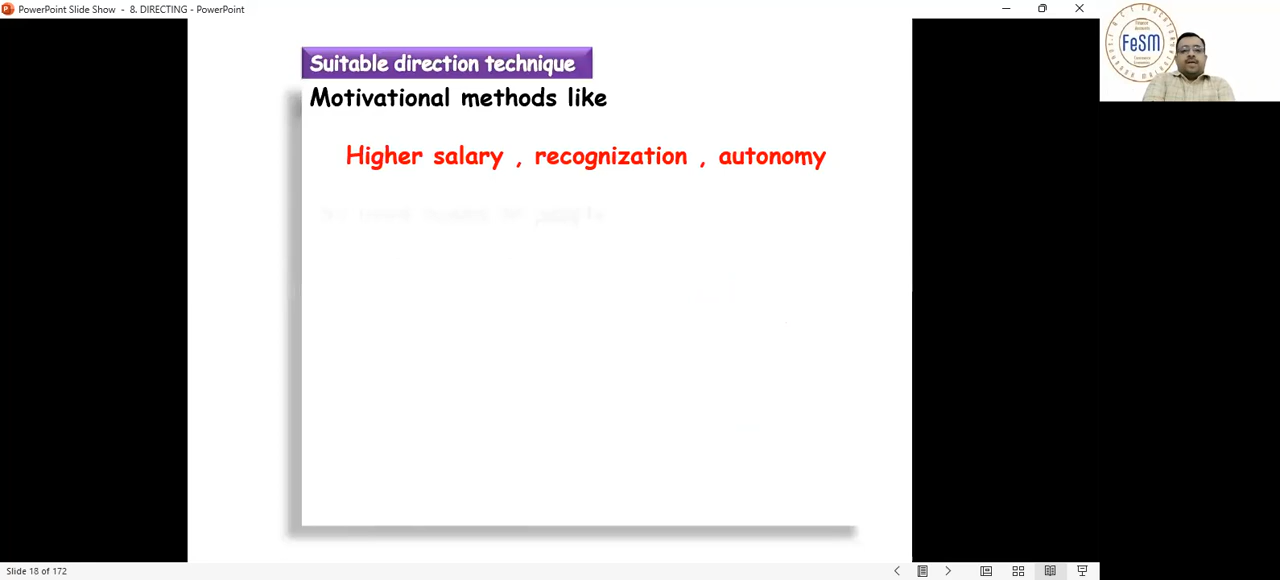 PowerPoint Slide Show - 8. DIRECTING - PowerPoint
Suitable direction technique
Motivational methods like
Higher salary , recognization , autonomy
FeSM
Slide 18 of 172